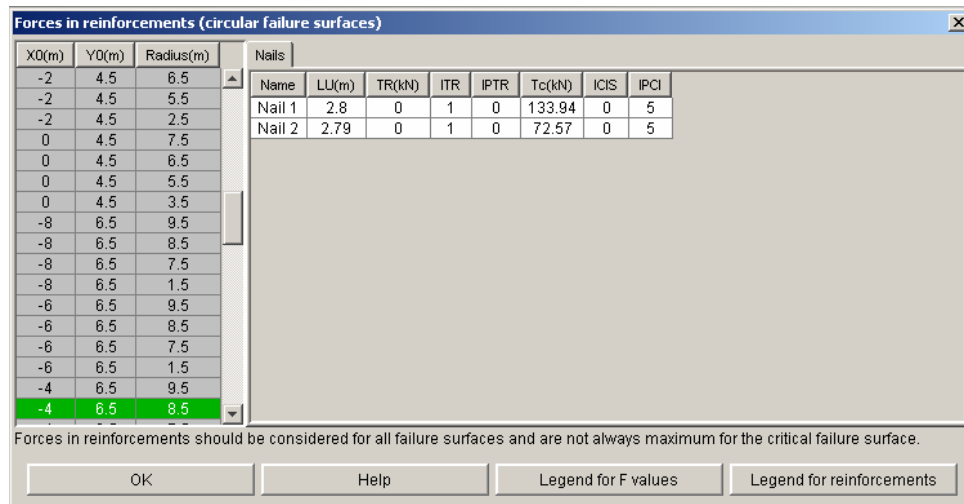 Forces in reinforcements (circular failure surfaces)
X0(m) Y0(m) Radius(m)
-2 4.5 6.5
-2 4.5 5.5
-2 4.5 2.5
0 4.5 7.5
0 4.5 6.5
0 4.5 5.5
0 4.5 3.5
-8 6.5 9.5
-8 6.5 8.5
-8 6.5 7.5
-8 6.5 1.5
-6 6.5 9.5
-6 6.5 8.5
-6 6.5 7.5
-6 6.5 1.5
-4 6.5 9.5
-4 6.5 8.5
Nails
Name LU(m) TR(kN) ITR IPTR Tc(kN) ICIS IPCI
Nail 1 2.8 0 1 0 133.94 0 5
Nail 2 2.79 0 1 0 72.57 0 5
Forces in reinforcements should be considered for all failure surfaces and are not always maximum for the critical failure surface.
OK Help Legend for F values Legend for reinforcements